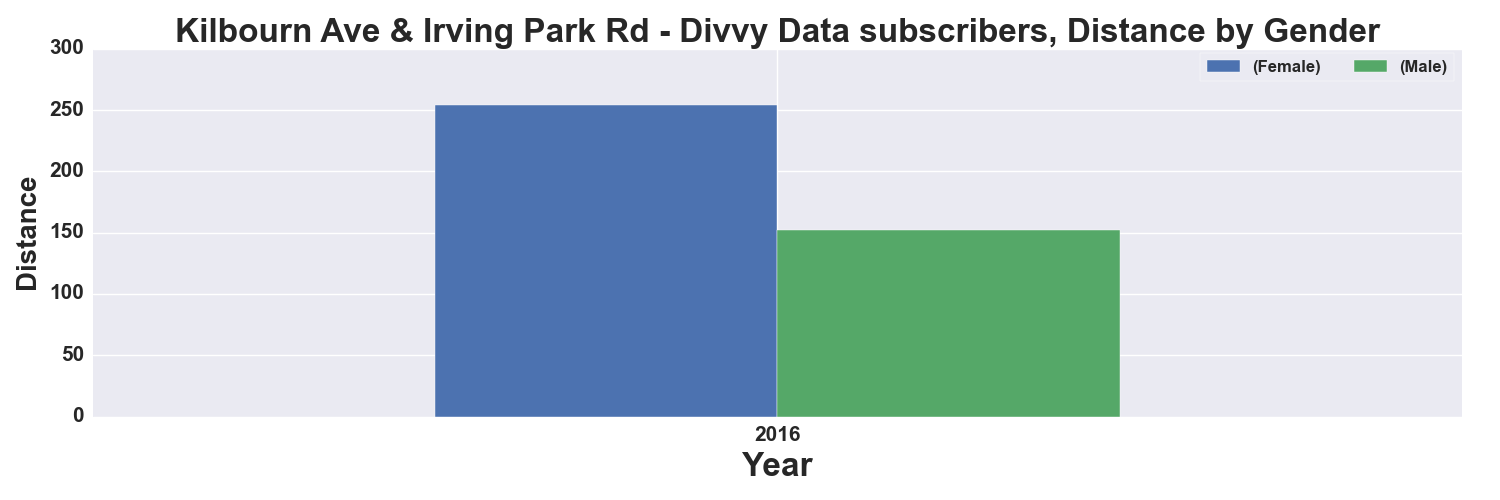 Kilbourn Ave & Irving Park Rd - Divvy Data subscribers, Distance by Gender
300
(Female) (Male)
250
200
150
100
50
0
Distance
2016
Year